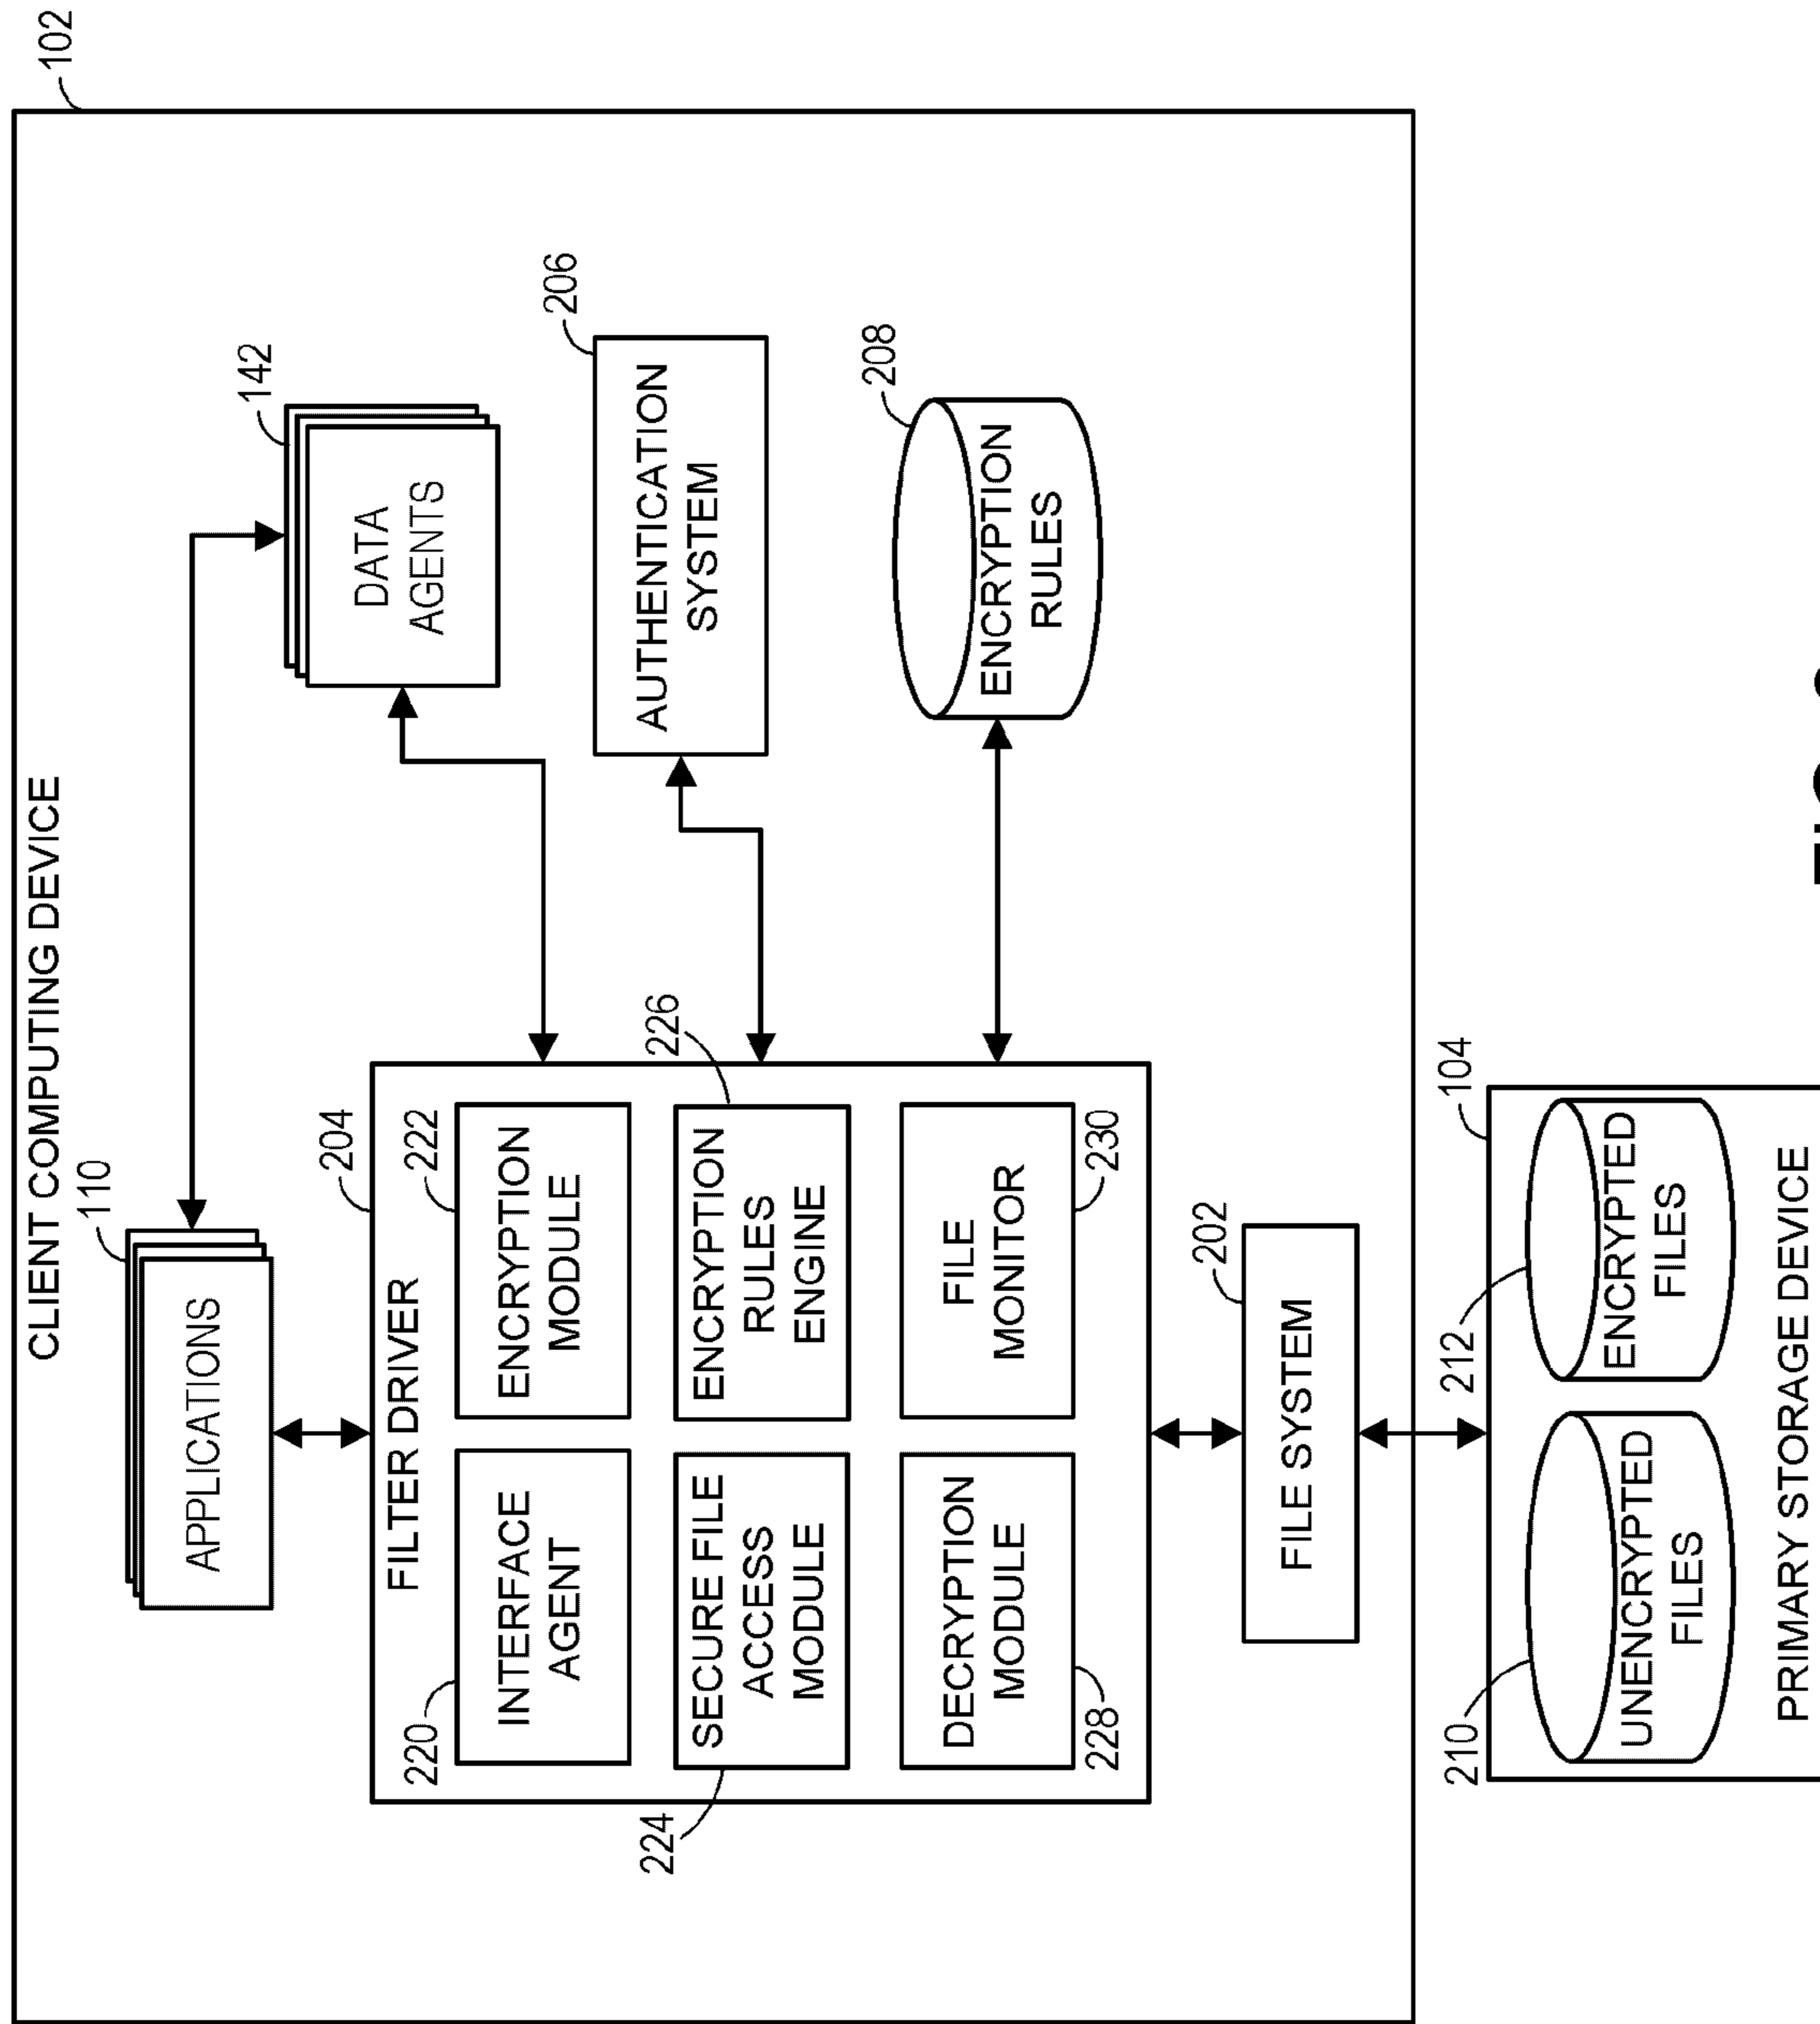 CLIENT COMPUTING DEVICE
102
110
APPLICATIONS
142
DATA
AGENTS
204
FILTER DRIVER
220
INTERFACE
AGENT
222
ENCRYPTION
MODULE
224
SECURE FILE
ACCESS
MODULE
226
ENCRYPTION
RULES
ENGINE
228
DECRYPTION
MODULE
230
FILE
MONITOR
206
AUTHENTICATION
SYSTEM
208
ENCRYPTION
RULES
202
FILE SYSTEM
104
210
UNENCRYPTED
FILES
212
ENCRYPTED
FILES
PRIMARY STORAGE DEVICE